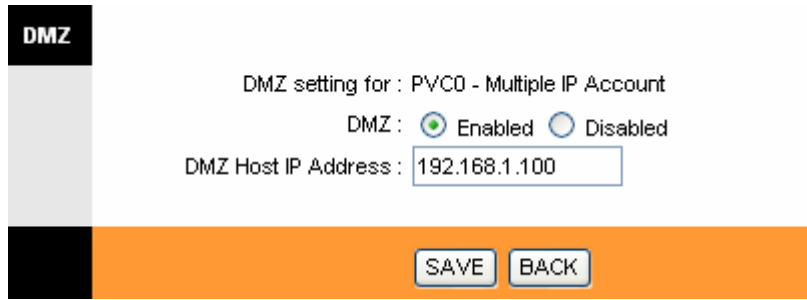 DMZ
DMZ setting for : PVC0 - Multiple IP Account
DMZ : Enabled Disabled
DMZ Host IP Address : 192.168.1.100
SAVE BACK